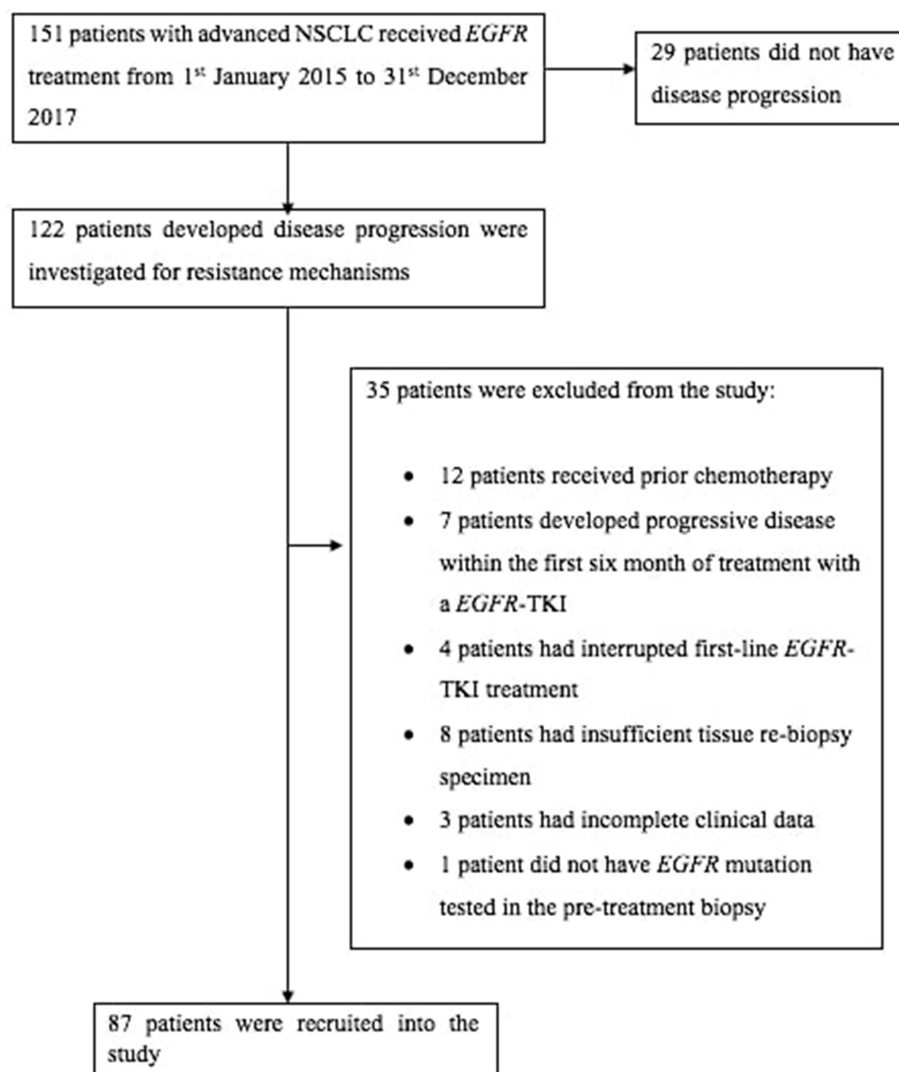 151 patients with advanced NSCLC received EGFR
treatment from 1st January 2015 to 31st December
2017
29 patients did not have
disease progression
122 patients developed disease progression were
investigated for resistance mechanisms
35 patients were excluded from the study:
• 12 patients received prior chemotherapy
• 7 patients developed progressive disease
within the first six month of treatment with
a EGFR-TKI
• 4 patients had interrupted first-line EGFR-
TKI treatment
• 8 patients had insufficient tissue re-biopsy
specimen
• 3 patients had incomplete clinical data
• 1 patient did not have EGFR mutation
tested in the pre-treatment biopsy
87 patients were recruited into the
study